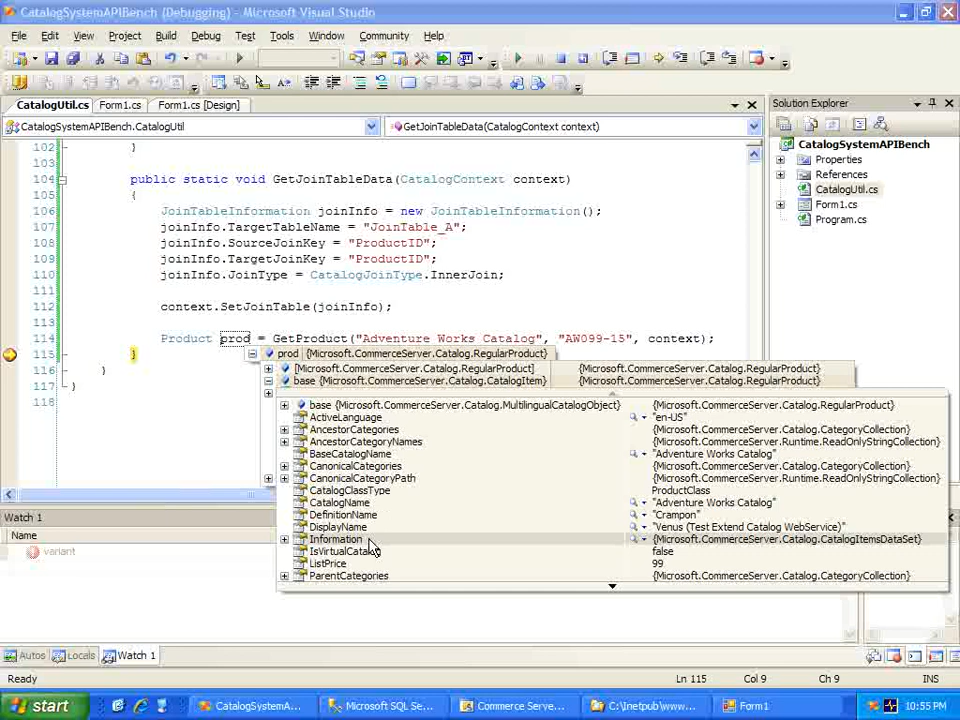 CatalogSystemAPIBench (Debugging) - Microsoft Visual Studio
File Edit View Project Build Debug Test Tools Window Community Help
CatalogUtil.cs Form1.cs Form1.cs [Design]
Solution Explorer
CatalogSystemAPIBench.CatalogUtil
GetJoinTableData(CatalogContext context)
CatalogSystemAPIBench
Properties
References
CatalogUtil.cs
Form1.cs
Program.cs
102 }
103
104 public static void GetJoinTableData(CatalogContext context)
105 {
106 JoinTableInformation joinInfo = new JoinTableInformation();
107 joinInfo.TargetTableName = "JoinTable_A";
108 joinInfo.SourceJoinKey = "ProductID";
109 joinInfo.TargetJoinKey = "ProductID";
110 joinInfo.JoinType = CatalogJoinType.InnerJoin;
111
112 context.SetJoinTable(joinInfo);
113
114 Product prod = GetProduct("Adventure Works Catalog", "AW099-15", context);
115 }
116 }
117 }
118
prod {Microsoft.CommerceServer.Catalog.RegularProduct}
[Microsoft.CommerceServer.Catalog.RegularProduct] {Microsoft.CommerceServer.Catalog.RegularProduct}
base {Microsoft.CommerceServer.Catalog.CatalogItem} {Microsoft.CommerceServer.Catalog.RegularProduct}
base {Microsoft.CommerceServer.Catalog.MultilingualCatalogObject} {Microsoft.CommerceServer.Catalog.RegularProduct}
ActiveLanguage "en-US"
AncestorCategories {Microsoft.CommerceServer.Catalog.CategoryCollection}
AncestorCategoryNames {Microsoft.CommerceServer.Runtime.ReadOnlyStringCollection}
BaseCatalogName "Adventure Works Catalog"
CanonicalCategories {Microsoft.CommerceServer.Catalog.CategoryCollection}
CanonicalCategoryPath {Microsoft.CommerceServer.Runtime.ReadOnlyStringCollection}
CatalogClassType ProductClass
CatalogName "Adventure Works Catalog"
DefinitionName "Crampon"
DisplayName "Venus (Test Extend Catalog WebService)"
Information {Microsoft.CommerceServer.Catalog.CatalogItemsDataSet}
IsVirtualCatalog false
ListPrice 99
ParentCategories {Microsoft.CommerceServer.Catalog.CategoryCollection}
Watch 1
Name
variant
Autos Locals Watch 1
Ready Ln 115 Col 9 Ch 9 INS
start CatalogSystemAP... Microsoft SQL Se... Commerce Serve... C:\Inetpub\www... Form1 10:55 PM